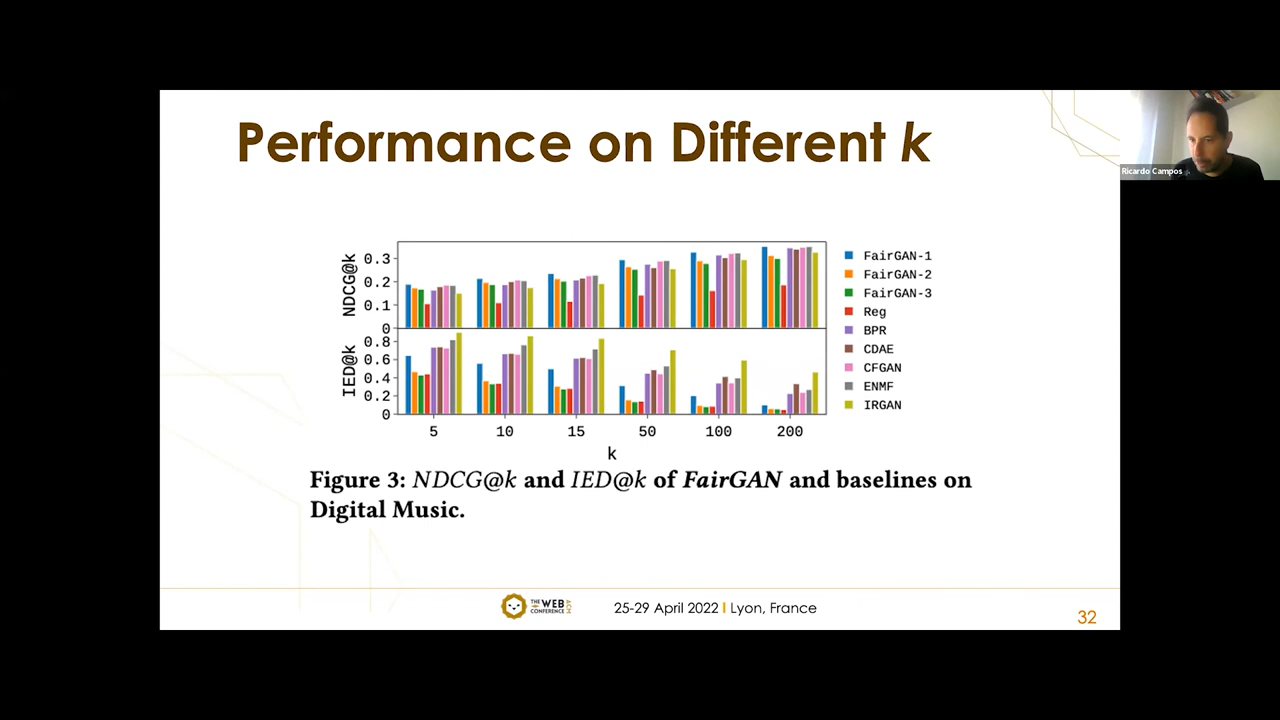 Performance on Different k
Ricardo Campos
NDCG@k
0.3
0.2
0.1
0
IED@k
0.8
0.6
0.4
0.2
0
5 10 15 50 100 200
k
FairGAN-1
FairGAN-2
FairGAN-3
Reg
BPR
CDAE
CFGAN
ENMF
IRGAN
Figure 3: NDCG@k and IED@k of FairGAN and baselines on
Digital Music.
THE WEB CONFERENCE
ACM
25-29 April 2022 | Lyon, France
32